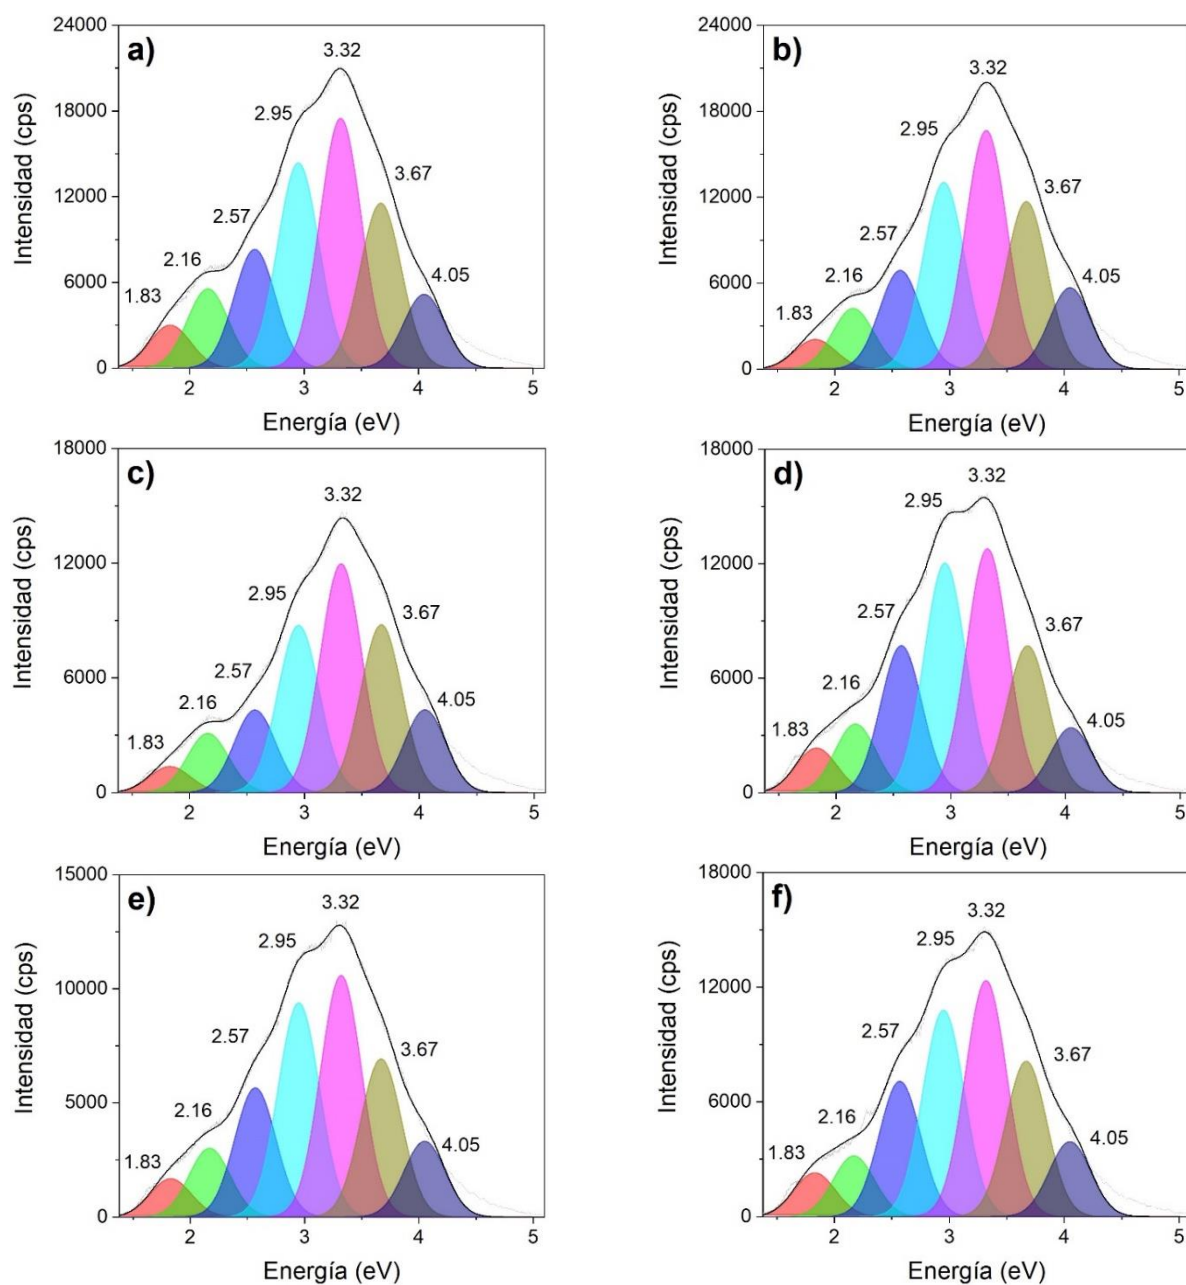 a)
24000
18000
12000
6000
0
Intensidad (cps)
1.83
2.16
2.57
2.95
3.32
3.67
4.05
2 3 4 5
Energía (eV)
b)
24000
18000
12000
6000
0
Intensidad (cps)
1.83
2.16
2.57
2.95
3.32
3.67
4.05
2 3 4 5
Energía (eV)
c)
18000
12000
6000
0
Intensidad (cps)
1.83
2.16
2.57
2.95
3.32
3.67
4.05
2 3 4 5
Energía (eV)
d)
18000
12000
6000
0
Intensidad (cps)
1.83
2.16
2.57
2.95
3.32
3.67
4.05
2 3 4 5
Energía (eV)
e)
15000
10000
5000
0
Intensidad (cps)
1.83
2.16
2.57
2.95
3.32
3.67
4.05
2 3 4 5
Energía (eV)
f)
18000
12000
6000
0
Intensidad (cps)
1.83
2.16
2.57
2.95
3.32
3.67
4.05
2 3 4 5
Energía (eV)